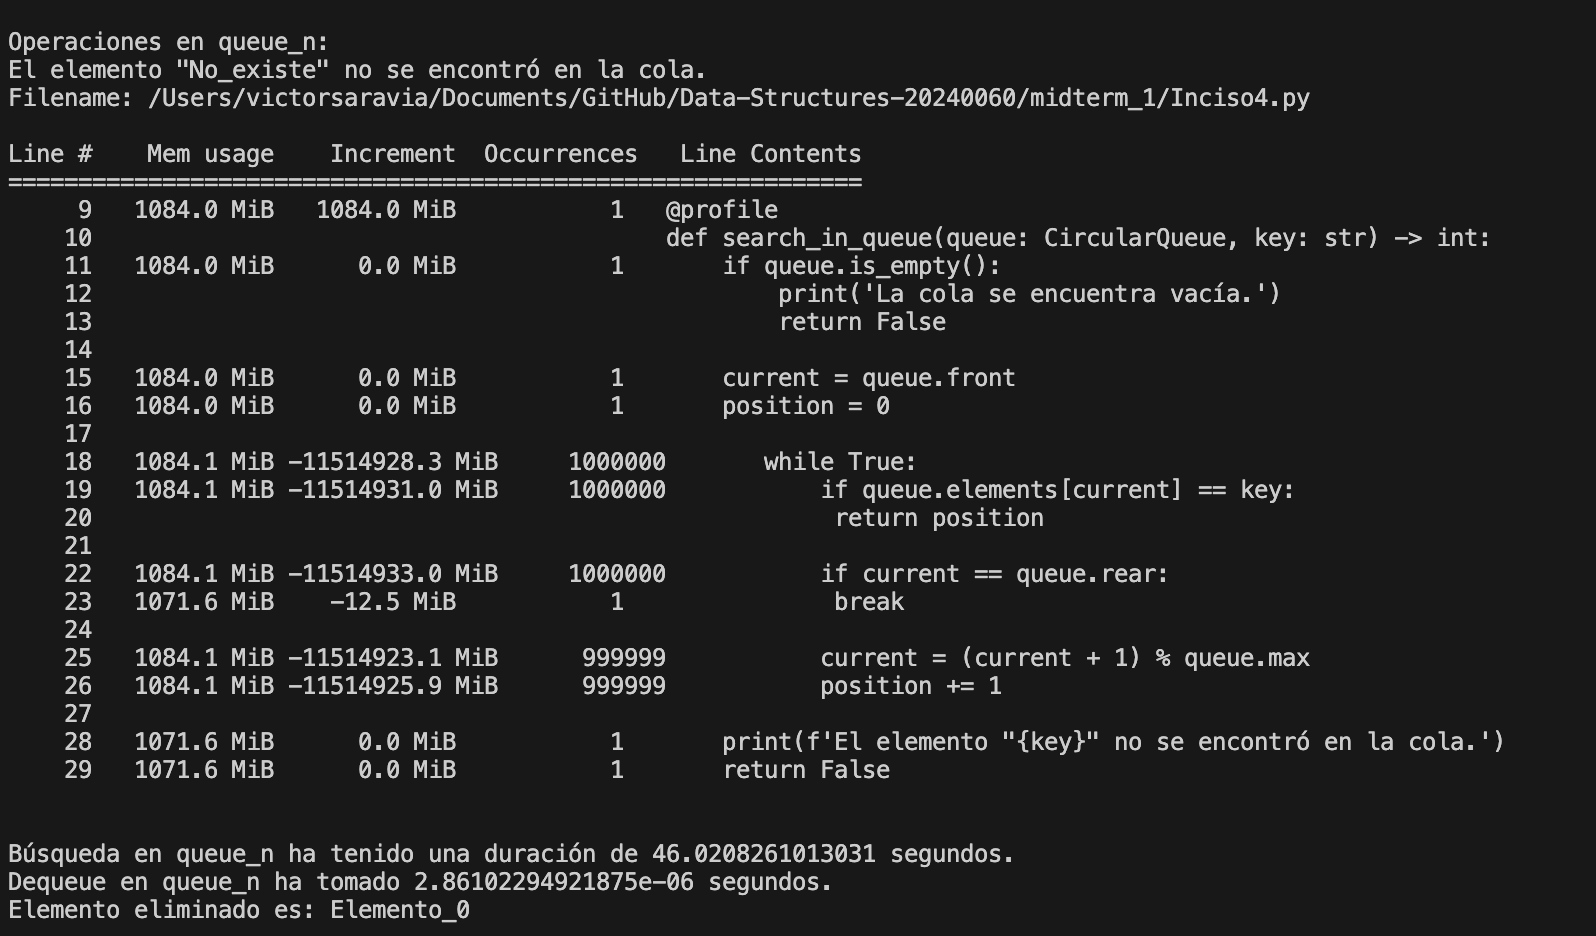 Operaciones en queue_n:
El elemento "No_existe" no se encontró en la cola.
Filename: /Users/victorsaravia/Documents/GitHub/Data-Structures-20240060/midterm_1/Inciso4.py

Line #    Mem usage    Increment  Occurrences   Line Contents
=============================================================
     9   1084.0 MiB   1084.0 MiB           1   @profile
    10                                         def search_in_queue(queue: CircularQueue, key: str) -> int:
    11   1084.0 MiB      0.0 MiB           1       if queue.is_empty():
    12                                                 print('La cola se encuentra vacía.')
    13                                                 return False
    14
    15   1084.0 MiB      0.0 MiB           1       current = queue.front
    16   1084.0 MiB      0.0 MiB           1       position = 0
    17
    18   1084.1 MiB -11514928.3 MiB     1000000       while True:
    19   1084.1 MiB -11514931.0 MiB     1000000           if queue.elements[current] == key:
    20                                                     return position
    21
    22   1084.1 MiB -11514933.0 MiB     1000000           if current == queue.rear:
    23   1071.6 MiB    -12.5 MiB           1               break
    24
    25   1084.1 MiB -11514923.1 MiB      999999           current = (current + 1) % queue.max
    26   1084.1 MiB -11514925.9 MiB      999999           position += 1
    27
    28   1071.6 MiB      0.0 MiB           1       print(f'El elemento "{key}" no se encontró en la cola.')
    29   1071.6 MiB      0.0 MiB           1       return False

Búsqueda en queue_n ha tenido una duración de 46.0208261013031 segundos.
Dequeue en queue_n ha tomado 2.86102294921875e-06 segundos.
Elemento eliminado es: Elemento_0